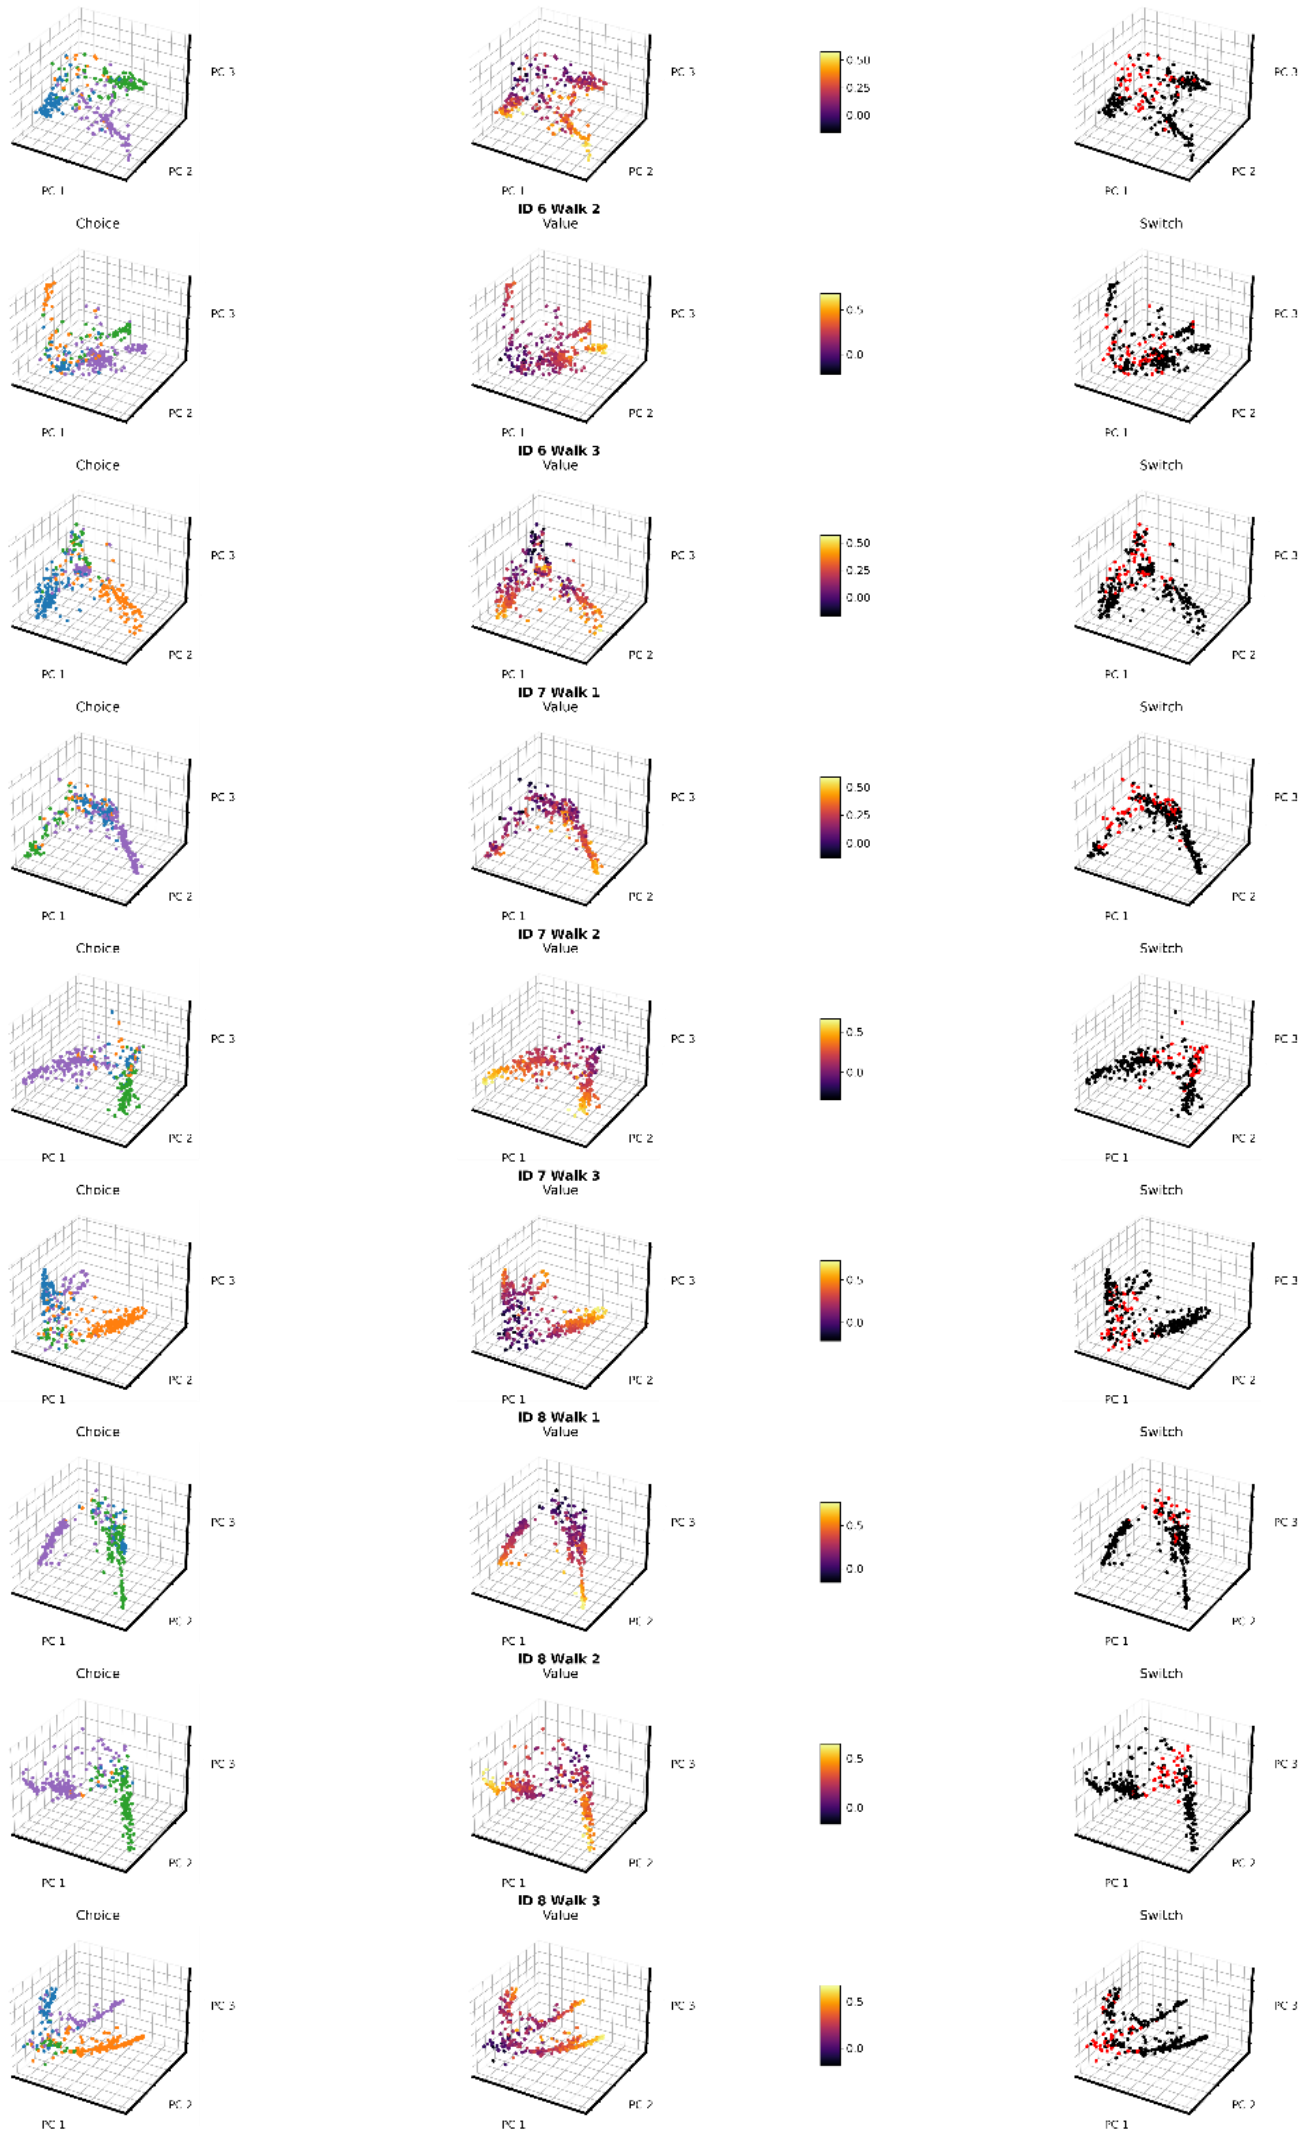 PC 3 0.50 PC 3
0.25
0.00
PC 2 PC 2
PC 1 PC 1 PC 1
PC 3 PC 2
ID 6 Walk 2
Choice Value Switch
PC 3 PC 3 0.5 PC 3
0.0
PC 2 PC 2 PC 2
PC 1 PC 1 PC 1
ID 6 Walk 3
Choice Value Switch
PC 3 PC 3 0.50 PC 3
0.25
0.00
PC 2 PC 2 PC 2
PC 1 PC 1 PC 1
ID 7 Walk 1
Choice Value Switch
PC 3 PC 3 0.50 PC 3
0.25
0.00
PC 2 PC 2 PC 2
PC 1 PC 1 PC 1
ID 7 Walk 2
Choice Value Switch
PC 3 PC 3 0.5 PC 3
0.0
PC 2 PC 2 PC 2
PC 1 PC 1 PC 1
ID 7 Walk 3
Choice Value Switch
PC 3 PC 3 0.5 PC 3
0.0
PC 2 PC 2 PC 2
PC 1 PC 1 PC 1
ID 8 Walk 1
Choice Value Switch
PC 3 PC 3 0.5 PC 3
0.0
PC 2 PC 2 PC 2
PC 1 PC 1 PC 1
ID 8 Walk 2
Choice Value Switch
PC 3 PC 3 0.5 PC 3
0.0
PC 2 PC 2 PC 2
PC 1 PC 1 PC 1
ID 8 Walk 3
Choice Value Switch
PC 3 PC 3 0.5 PC 3
0.0
PC 2 PC 2 PC 2
PC 1 PC 1 PC 1